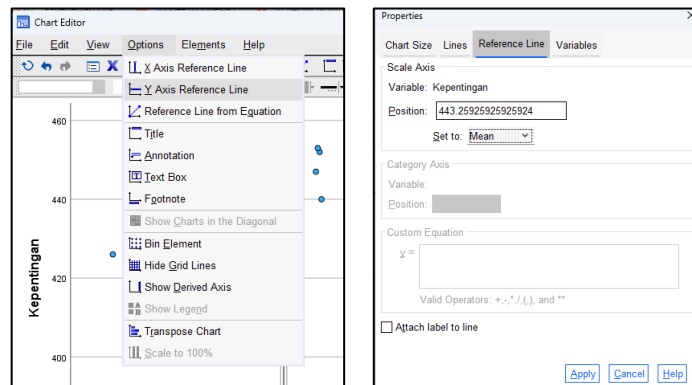 Chart Editor
File Edit View Options Elements Help
X
X Axis Reference Line
Y Axis Reference Line
Reference Line from Equation
Title
Annotation
Text Box
Footnote
Show Charts in the Diagonal
Bin Element
Hide Grid Lines
Show Derived Axis
Show Legend
Transpose Chart
Scale to 100%
460
440
420
400
Kepentingan
Properties
Chart Size Lines Reference Line Variables
Scale Axis
Variable: Kepentingan
Position: 443.25925925925924
Set to: Mean
Category Axis
Variable:
Position:
Custom Equation
y =
Valid Operators: +,-,*,/,(,), and **
Attach label to line
Apply Cancel Help